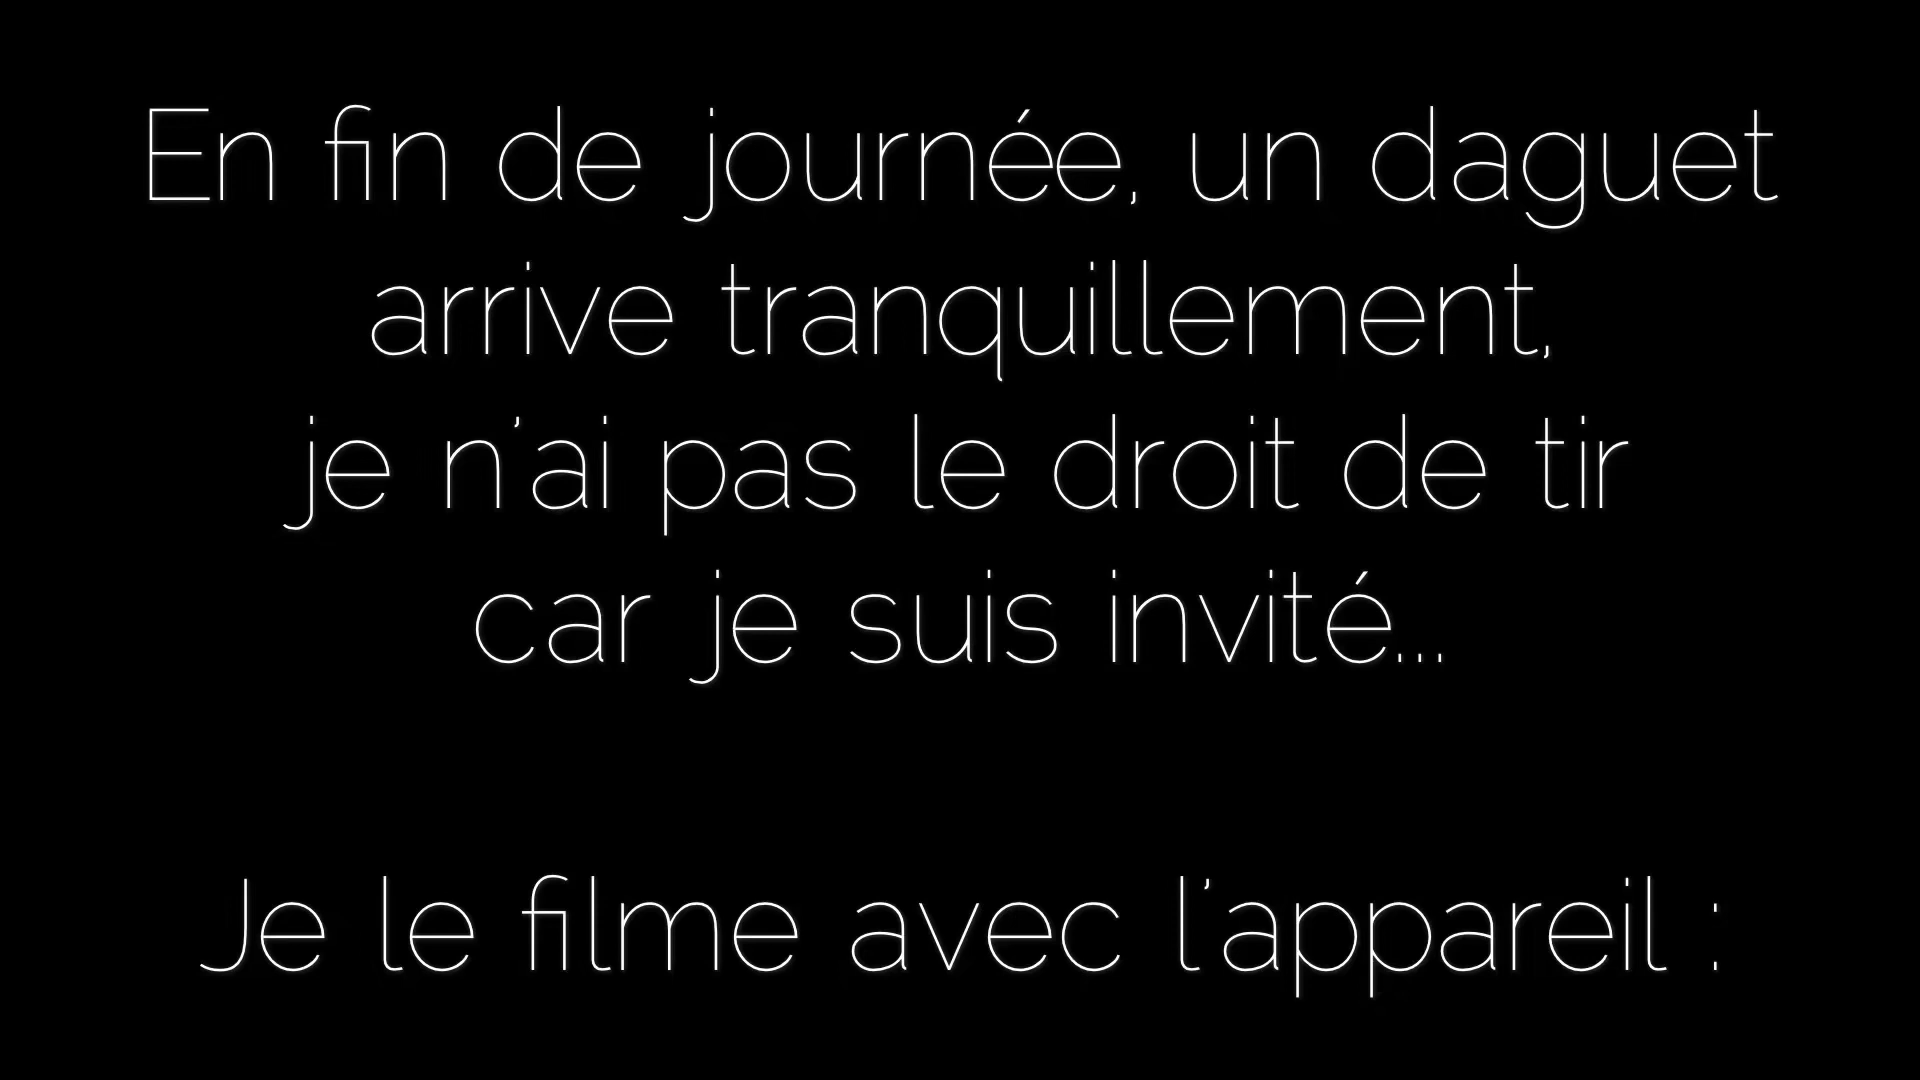 En fin de journée, un daguet
arrive tranquillement,
je n'ai pas le droit de tir
car je suis invité...
Je le filme avec l'appareil :